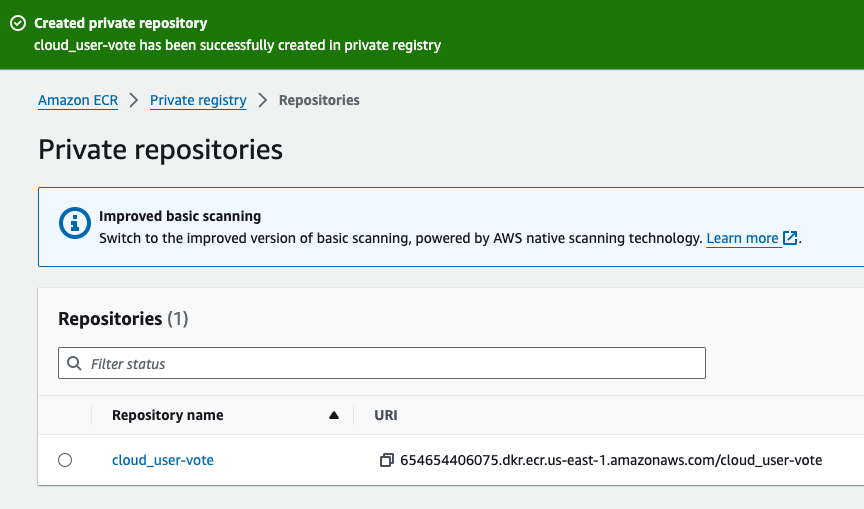 Created private repository
cloud_user-vote has been successfully created in private registry
Amazon ECR > Private registry > Repositories
Private repositories
Improved basic scanning
Switch to the improved version of basic scanning, powered by AWS native scanning technology. Learn more.
Repositories (1)
Filter status
Repository name URI
cloud_user-vote 654654406075.dkr.ecr.us-east-1.amazonaws.com/cloud_user-vote